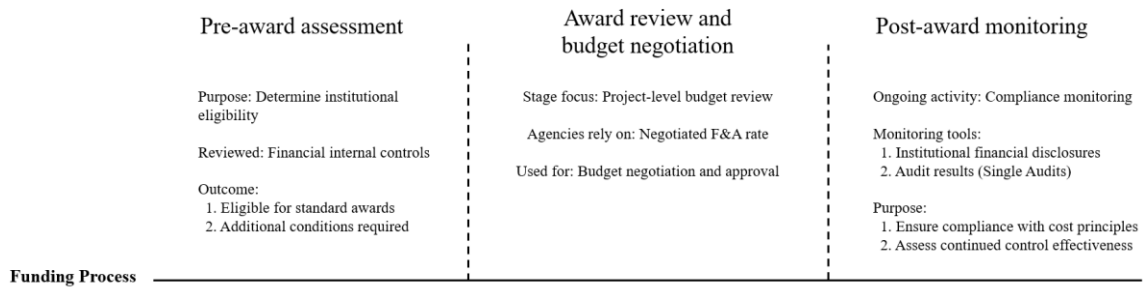 Pre-award assessment
Purpose: Determine institutional
eligibility
Reviewed: Financial internal controls
Outcome:
1. Eligible for standard awards
2. Additional conditions required
Award review and
budget negotiation
Stage focus: Project-level budget review
Agencies rely on: Negotiated F&A rate
Used for: Budget negotiation and approval
Post-award monitoring
Ongoing activity: Compliance monitoring
Monitoring tools:
1. Institutional financial disclosures
2. Audit results (Single Audits)
Purpose:
1. Ensure compliance with cost principles
2. Assess continued control effectiveness
Funding Process